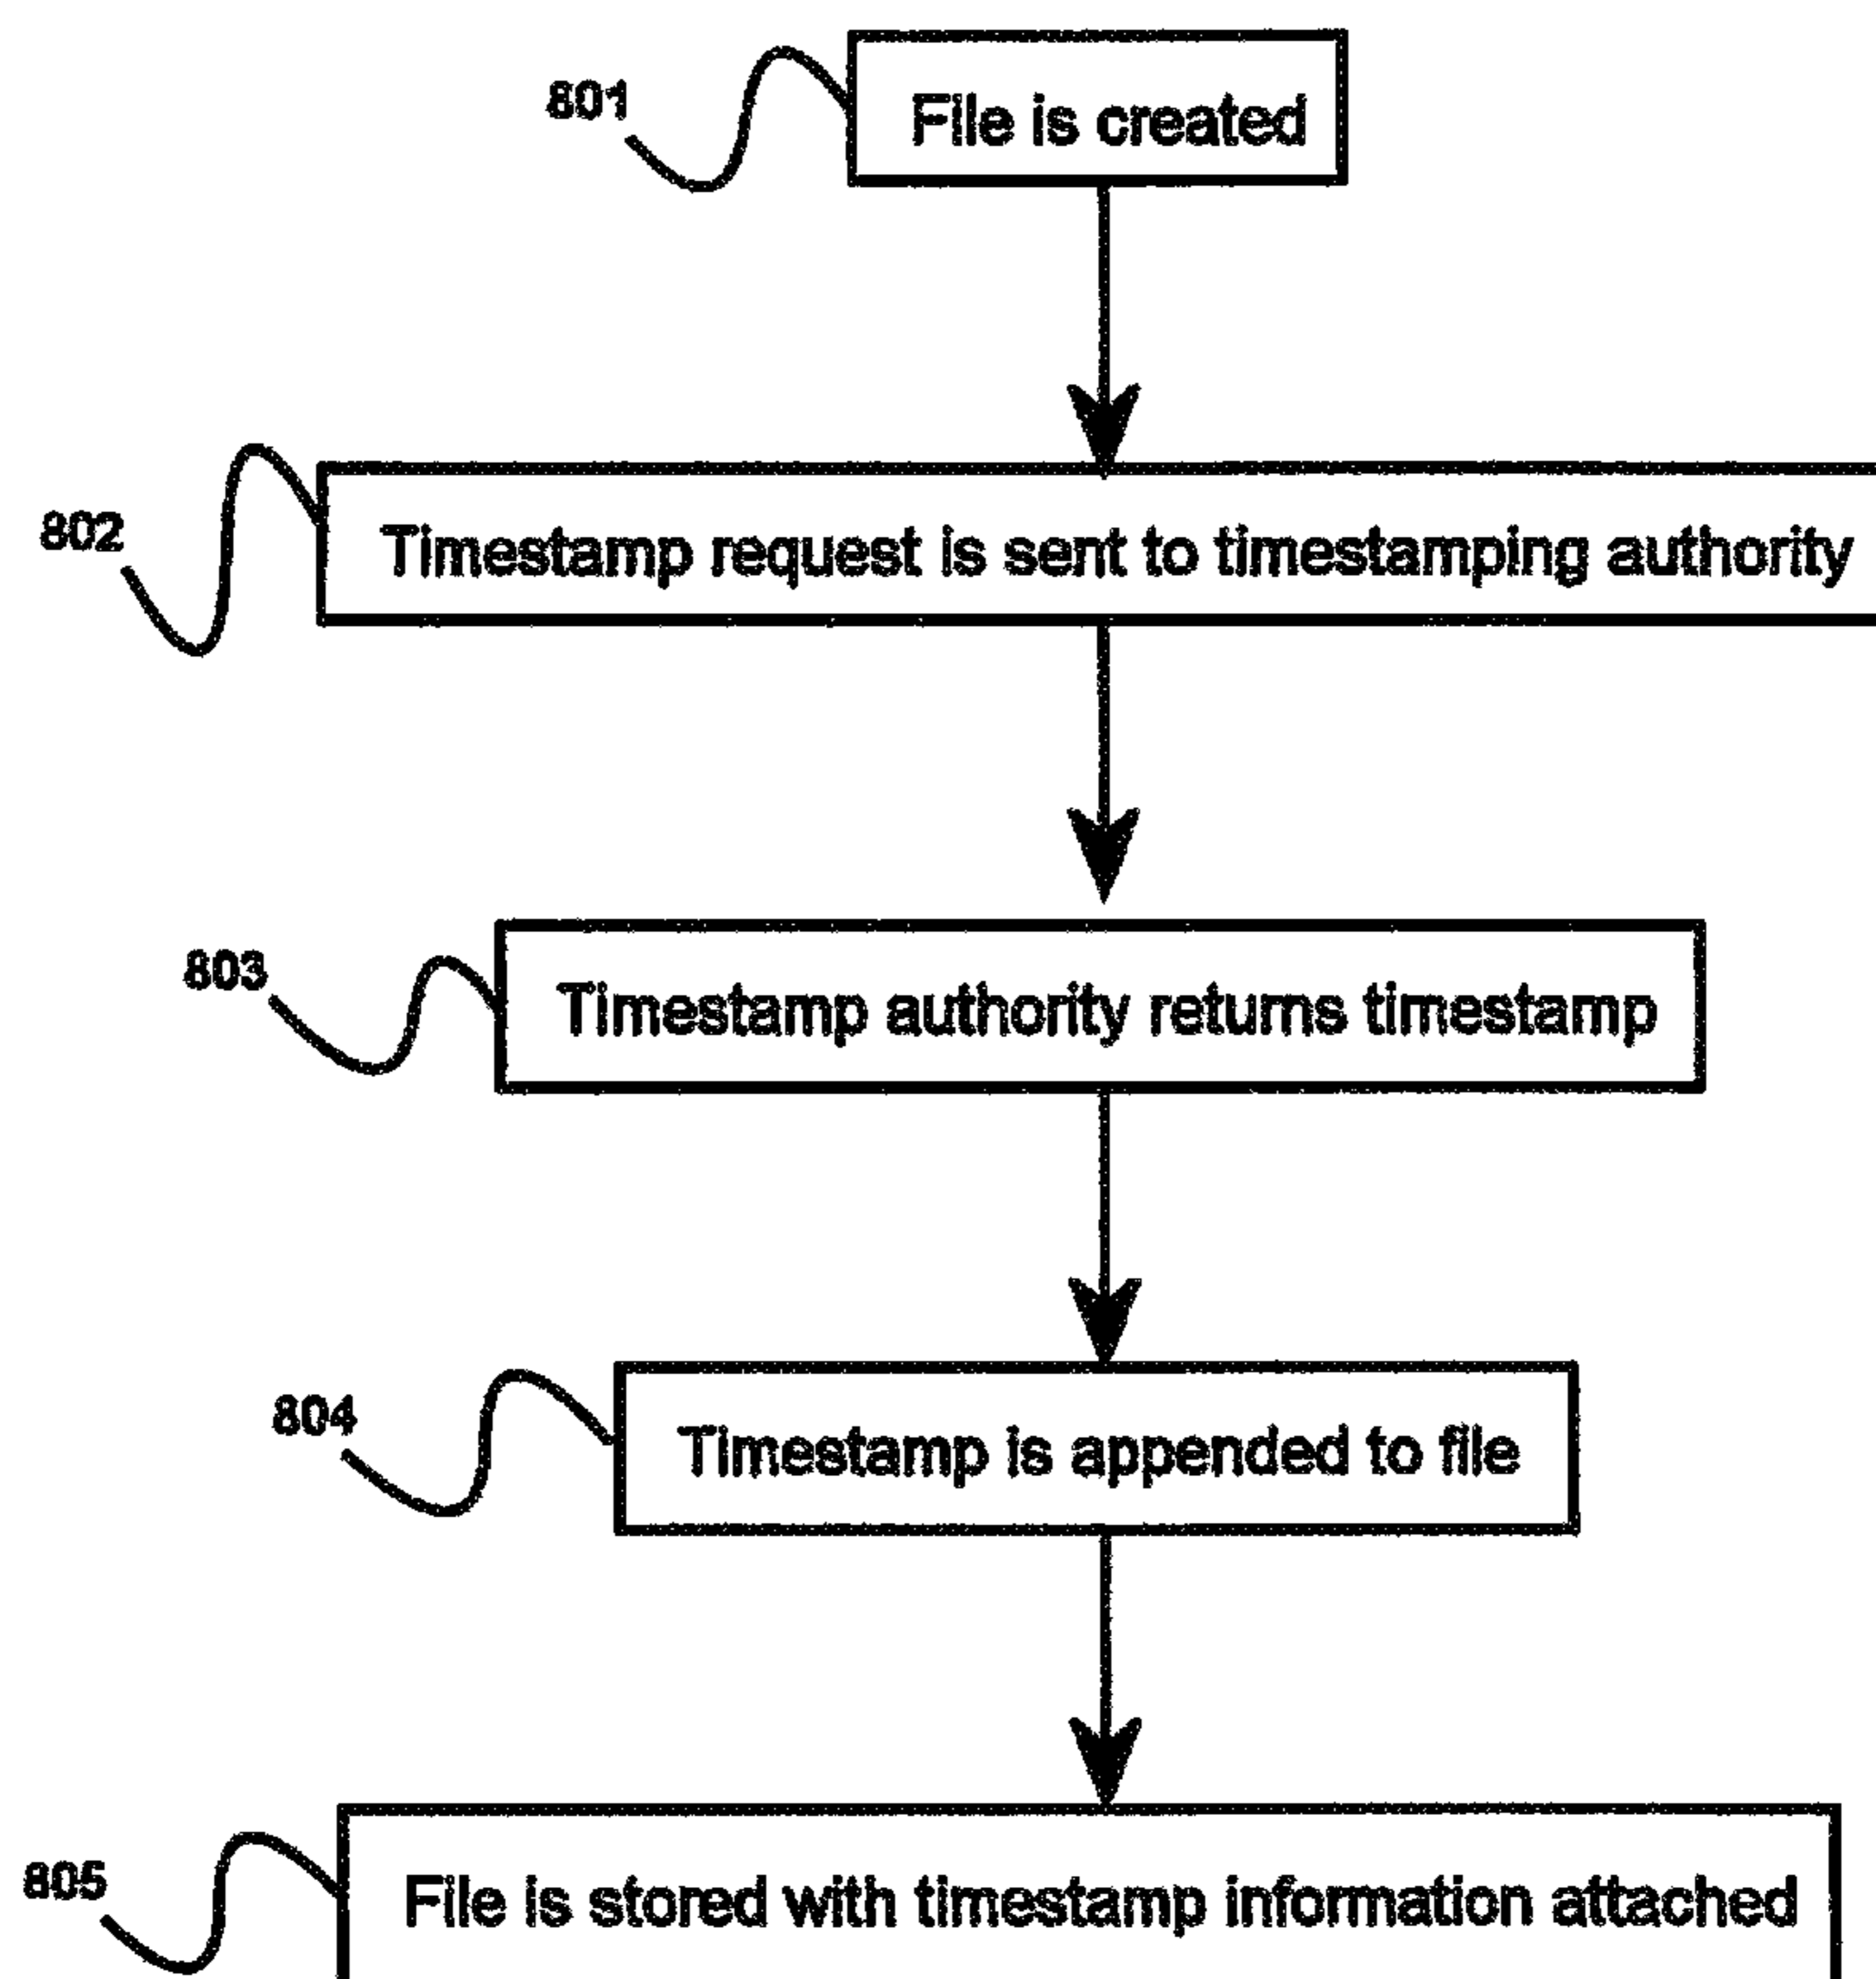 801
File is created
802
Timestamp request is sent to timestamping authority
803
Timestamp authority returns timestamp
804
Timestamp is appended to file
805
File is stored with timestamp information attached